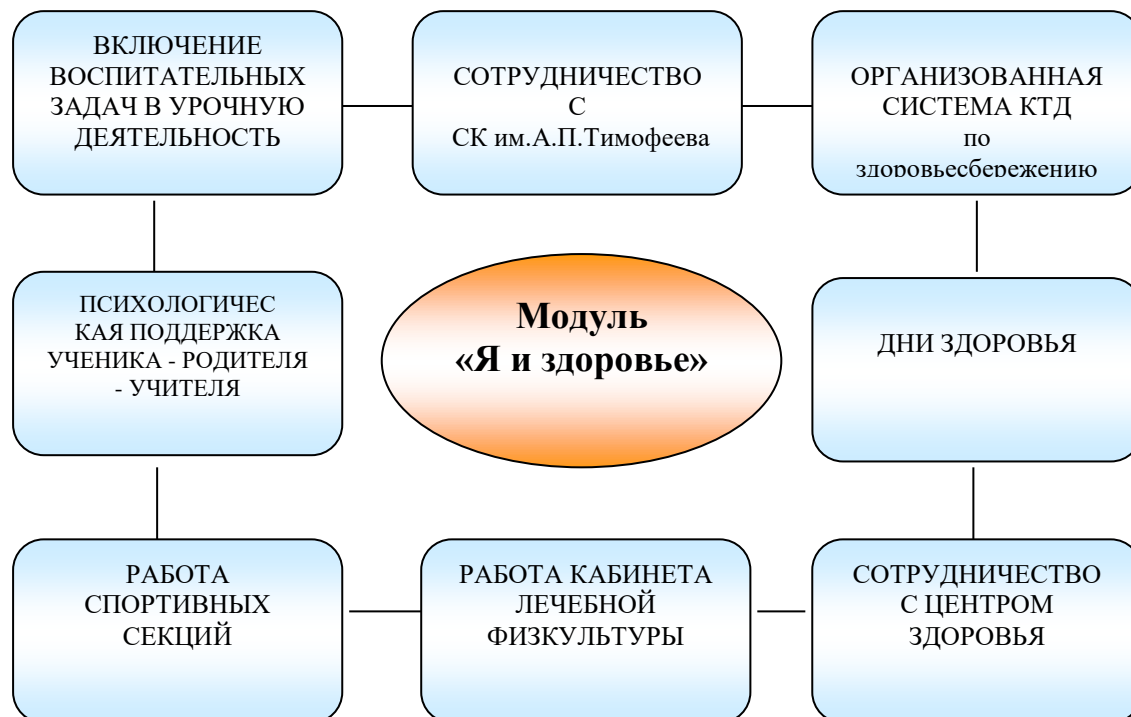 ВКЛЮЧЕНИЕ
ВОСПИТАТЕЛЬНЫХ
ЗАДАЧ В УРОЧНУЮ
ДЕЯТЕЛЬНОСТЬ
СОТРУДНИЧЕСТВО
С
СК им.А.П.Тимофеева
ОРГАНИЗОВАННАЯ
СИСТЕМА КТД
по
здоровьесбережению
ПСИХОЛОГИЧЕС
КАЯ ПОДДЕРЖКА
УЧЕНИКА - РОДИТЕЛЯ
- УЧИТЕЛЯ
Модуль
«Я и здоровье»
ДНИ ЗДОРОВЬЯ
РАБОТА
СПОРТИВНЫХ
СЕКЦИЙ
РАБОТА КАБИНЕТА
ЛЕЧЕБНОЙ
ФИЗКУЛЬТУРЫ
СОТРУДНИЧЕСТВО
С ЦЕНТРОМ
ЗДОРОВЬЯ